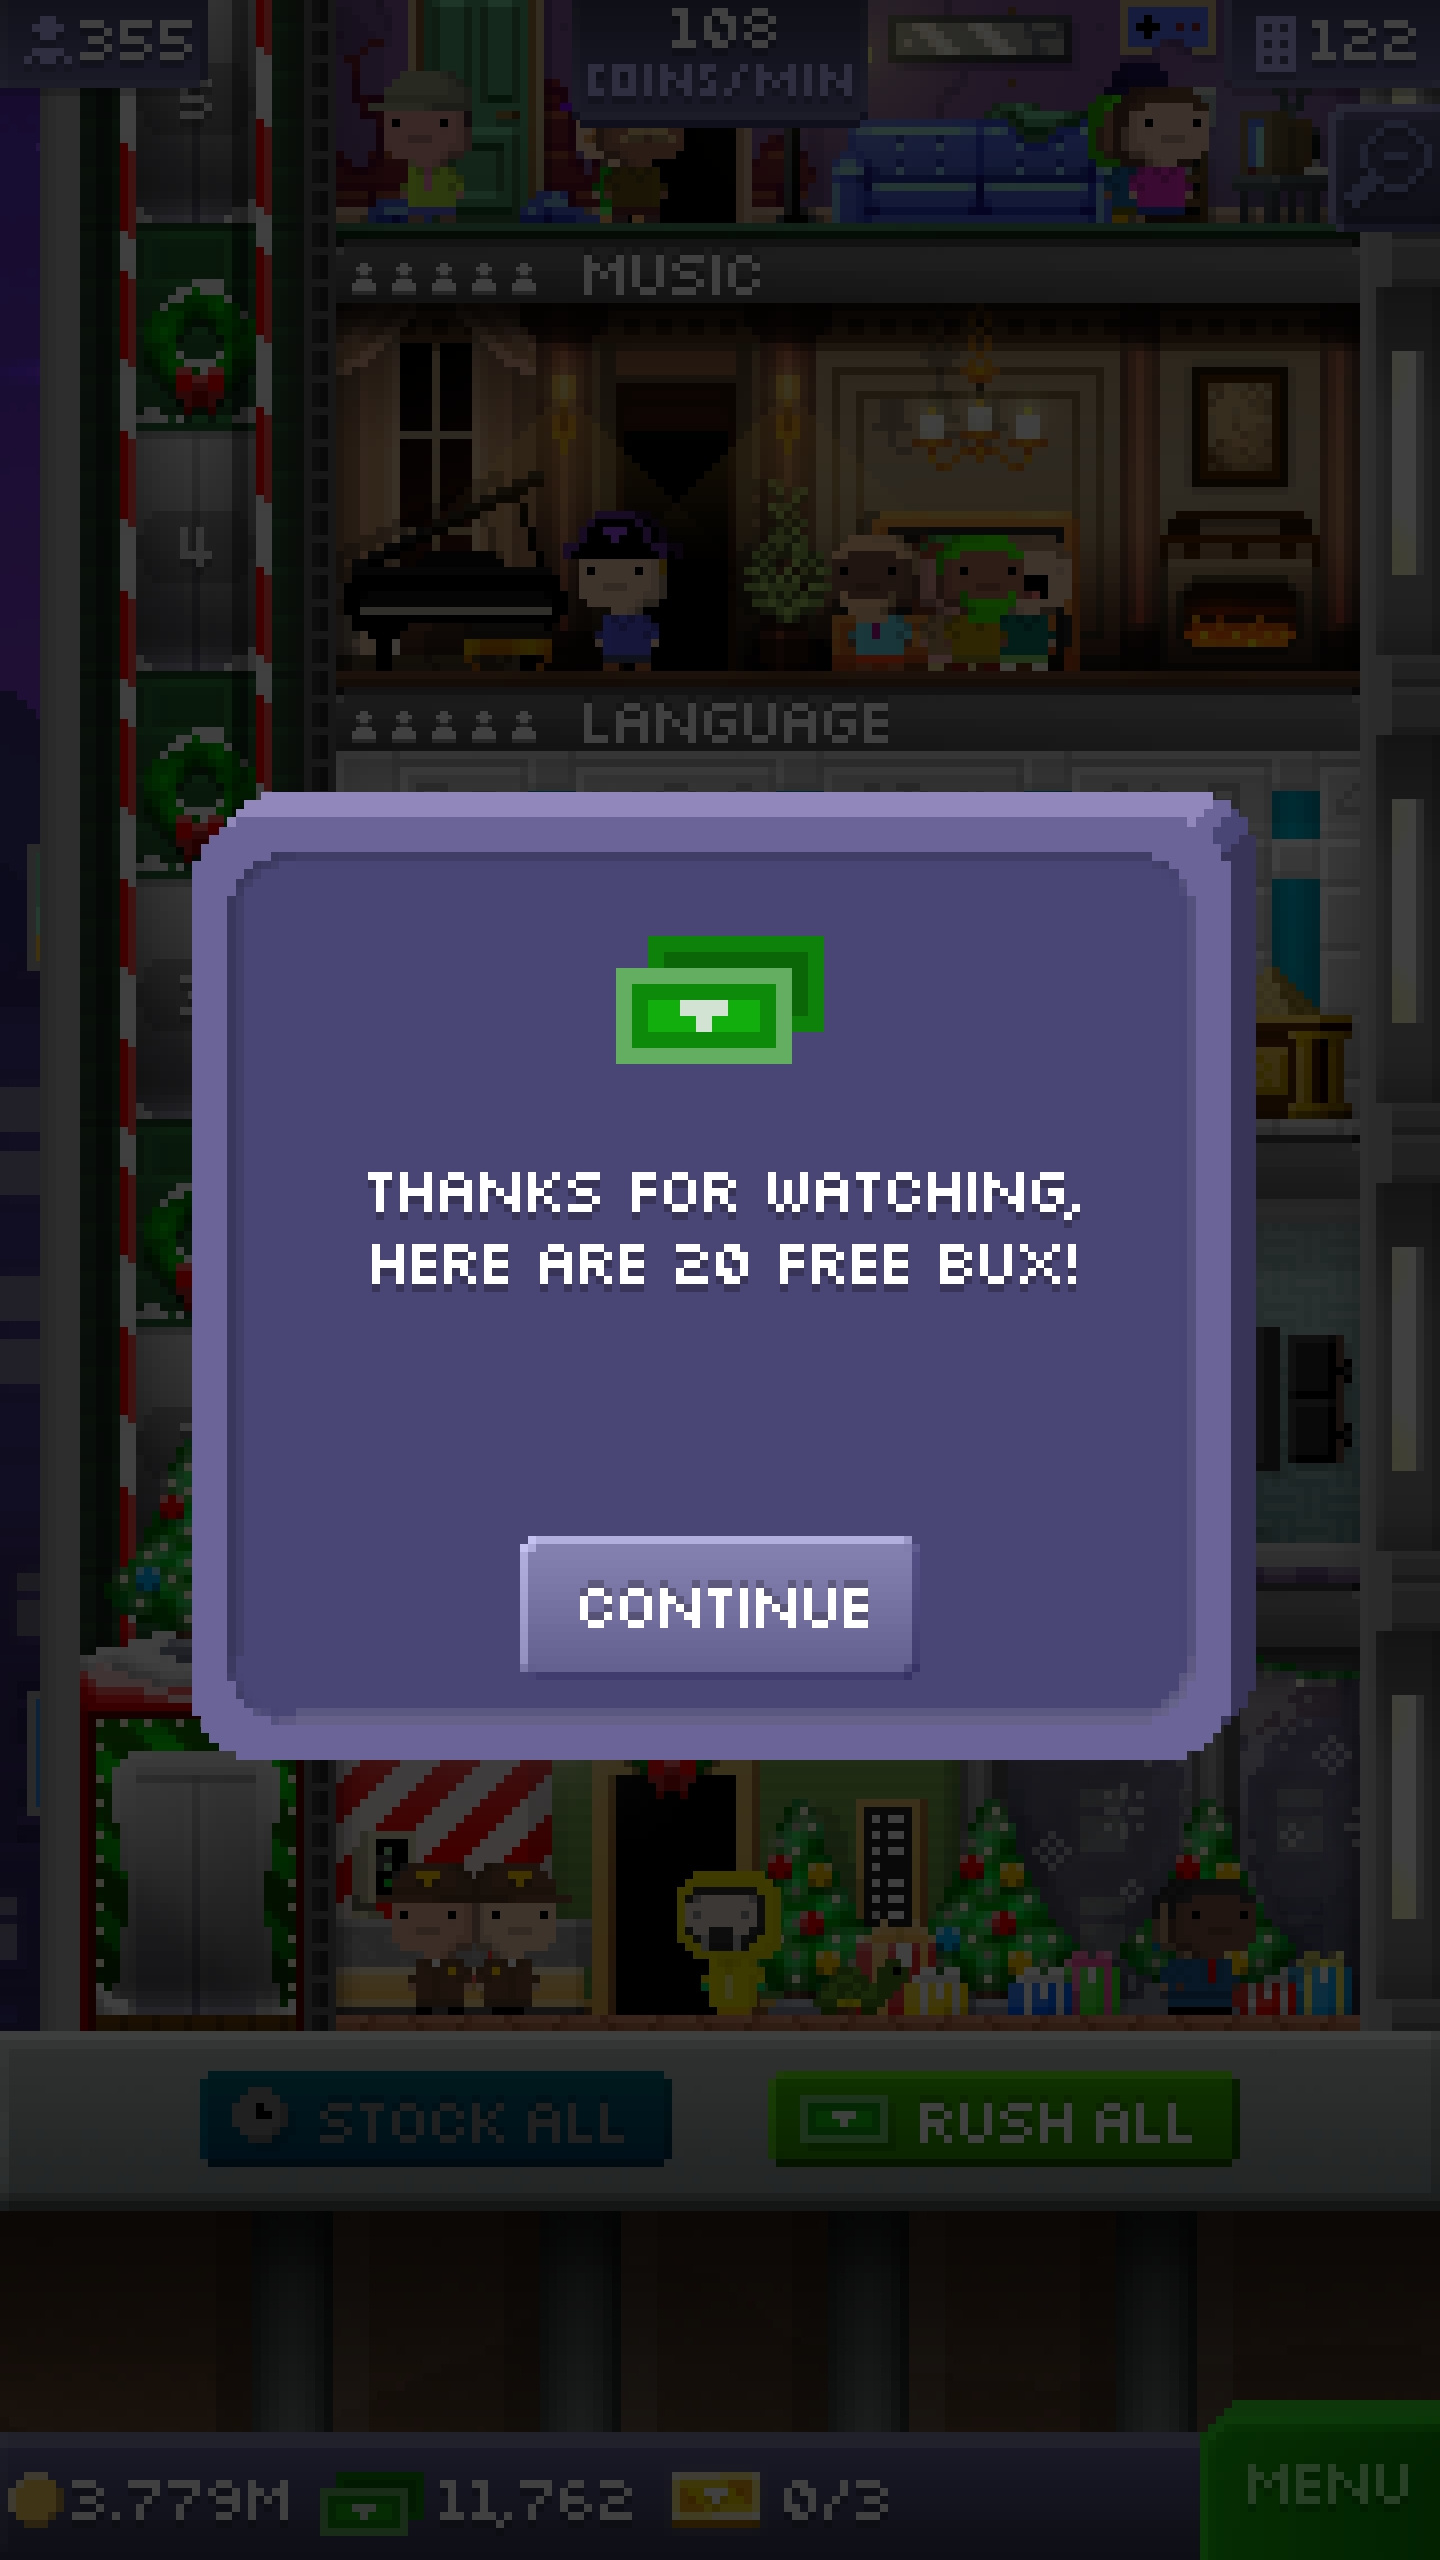 355
108
COINS/MIN
122
5
MUSIC
4
LANGUAGE
THANKS FOR WATCHING,
HERE ARE 20 FREE BUX!
CONTINUE
STOCK ALL
RUSH ALL
3.779M
11,762
0/3
MENU